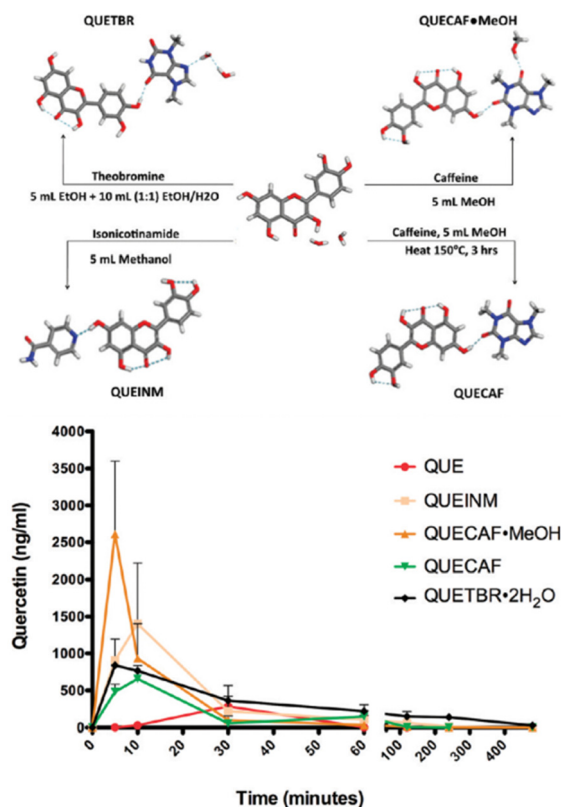 QUETBR
QUECAF•MeOH
Theobromine
5 mL EtOH + 10 mL (1:1) EtOH/H2O
Caffeine
5 mL MeOH
Isonicotinamide
5 mL Methanol
Caffeine, 5 mL MeOH
Heat 150°C, 3 hrs
QUEINM
QUECAF
4000
3500
3000
2500
2000
1500
1000
500
0
Quercetin (ng/ml)
QUE
QUEINM
QUECAF•MeOH
QUECAF
QUETBR•2H₂O
0 10 20 30 40 50 60 100 200 300 400
Time (minutes)